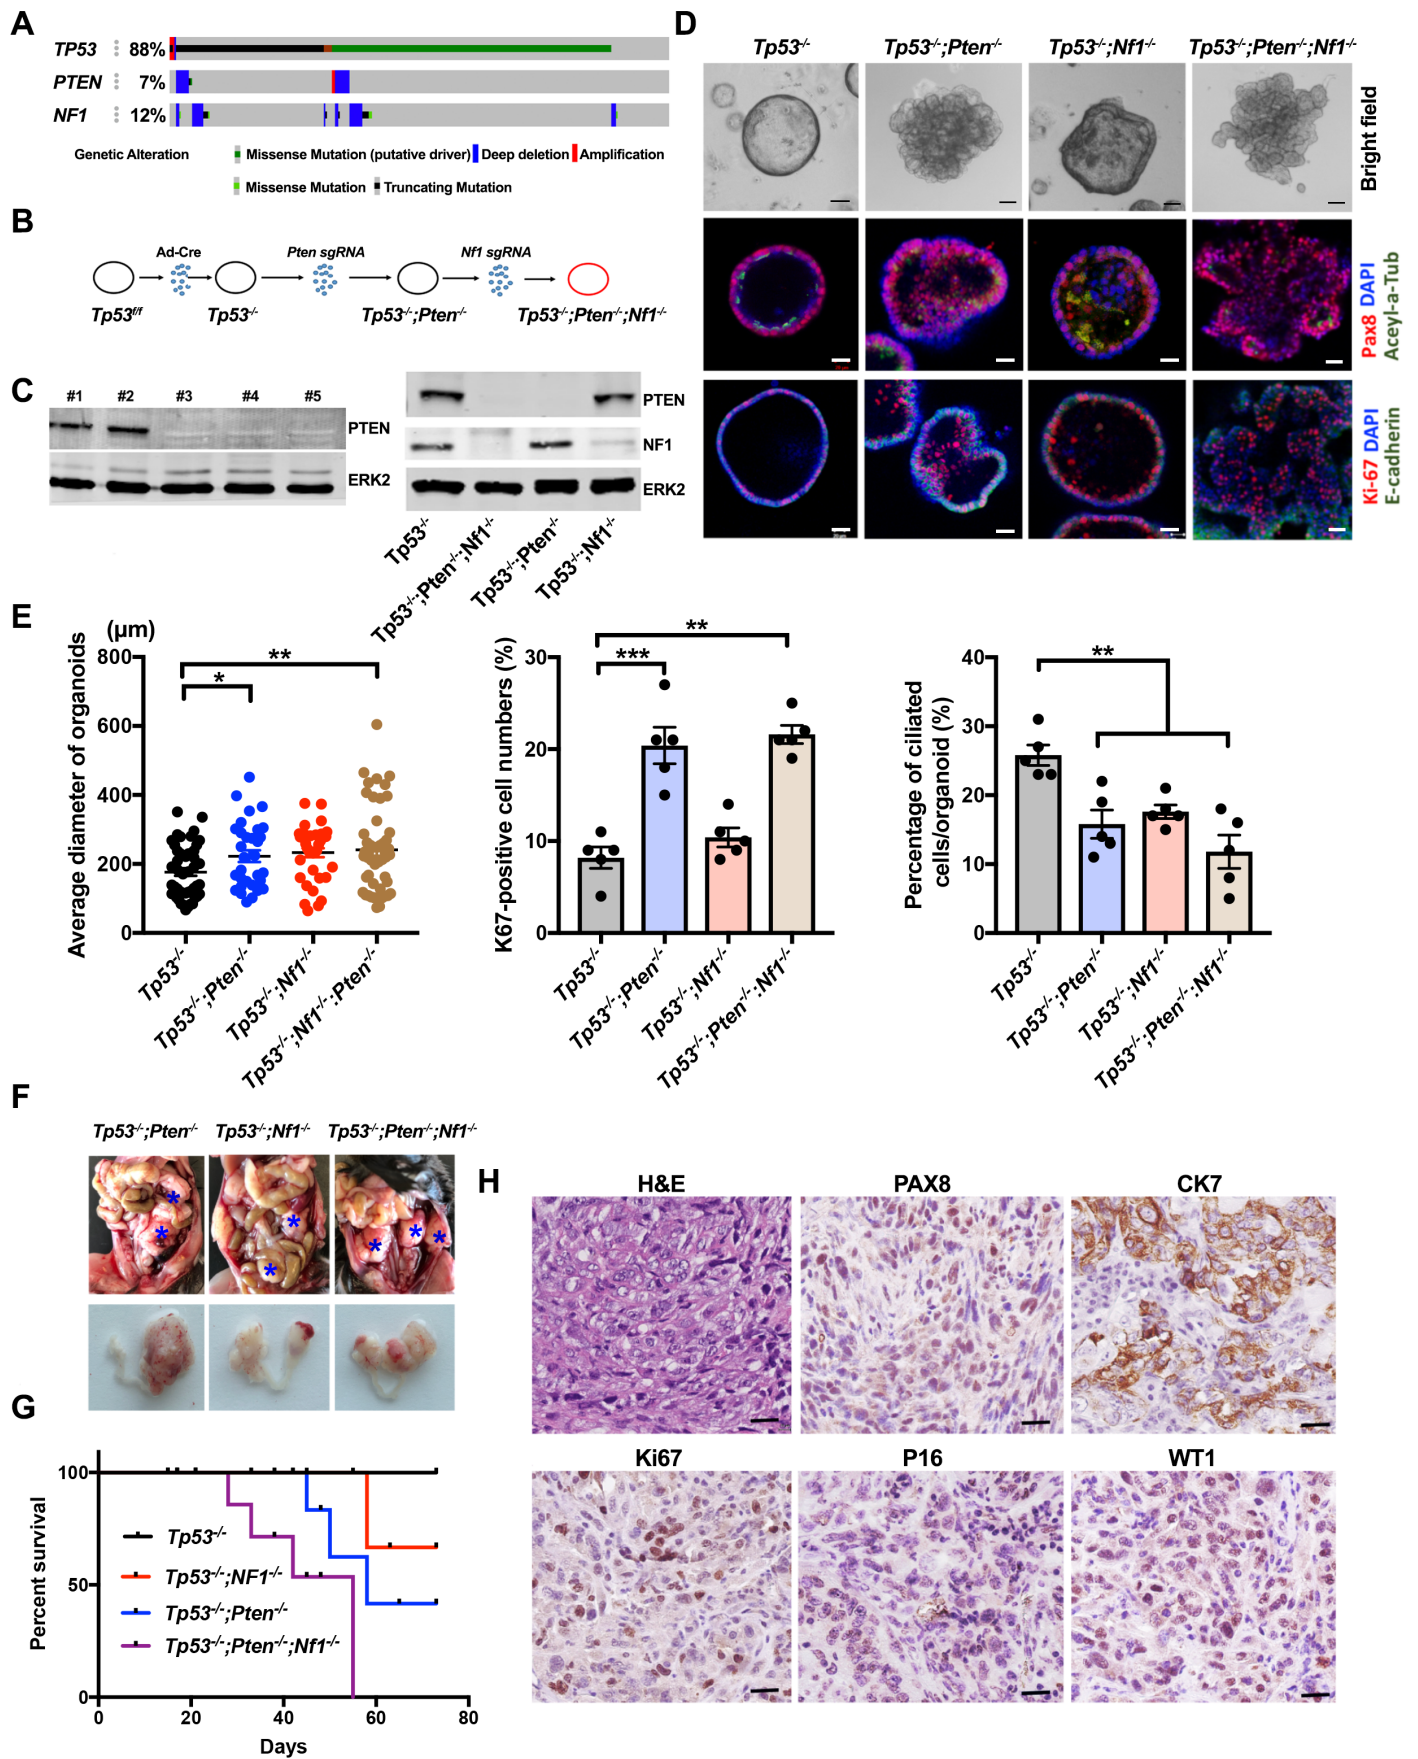 A
TP53 88%
PTEN 7%
NF1 12%
Genetic Alteration
Missense Mutation (putative driver) Deep deletion Amplification
Missense Mutation Truncating Mutation
B
Ad-Cre Pten sgRNA Nf1 sgRNA
Tp53f/f Tp53-/- Tp53-/-;Pten-/- Tp53-/-;Pten-/-;Nf1-/-
C
#1 #2 #3 #4 #5
PTEN
ERK2
PTEN
NF1
ERK2
Tp53-/-
Tp53-/-;Pten-/-;Nf1-/-
Tp53-/-;Pten-/-
Tp53-/-;Nf1-/-
D
Tp53-/- Tp53-/-;Pten-/- Tp53-/-;Nf1-/- Tp53-/-;Pten-/-;Nf1-/-
Bright field
Pax8 DAPI
Aceyl-a-Tub
Ki-67 DAPI
E-cadherin
E
(μm)
Average diameter of organoids
800
600
400
200
0
**
*
Tp53-/-
Tp53-/-;Pten-/-
Tp53-/-;Nf1-/-
Tp53-/-;Nf1-/-;Pten-/-
K67-positive cell numbers (%)
30
20
10
0
**
***
Tp53-/-
Tp53-/-;Pten-/-
Tp53-/-;Nf1-/-
Tp53-/-;Pten-/-:Nf1-/-
Percentage of ciliated
cells/organoid (%)
40
30
20
10
0
**
Tp53-/-
Tp53-/-;Pten-/-
Tp53-/-;Nf1-/-
Tp53-/-;Pten-/-:Nf1-/-
F
Tp53-/-;Pten-/- Tp53-/-;Nf1-/- Tp53-/-;Pten-/-;Nf1-/-
* *
* *
* * *
G
Percent survival
100
50
0
0 20 40 60 80
Days
Tp53-/-
Tp53-/-;NF1-/-
Tp53-/-;Pten-/-
Tp53-/-;Pten-/-;Nf1-/-
H
H&E PAX8 CK7
Ki67 P16 WT1